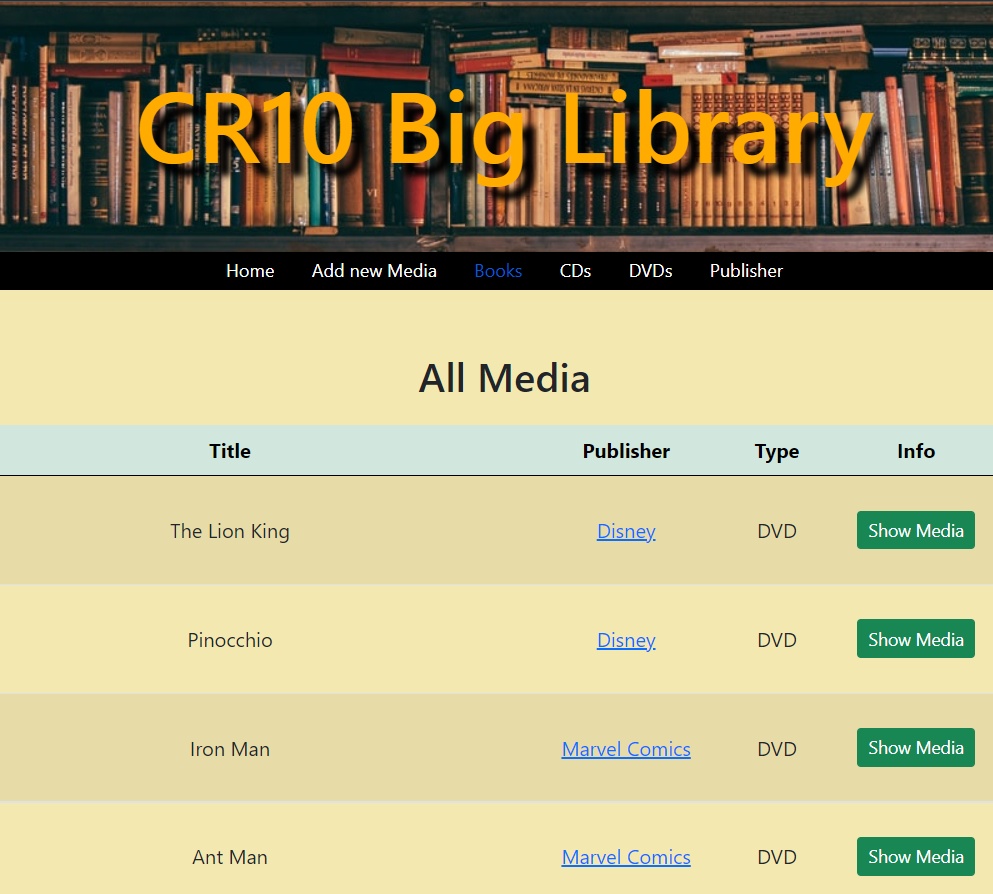 CR10 Big Library
Home Add new Media Books CDs DVDs Publisher
All Media
Title Publisher Type Info
The Lion King Disney DVD Show Media
Pinocchio Disney DVD Show Media
Iron Man Marvel Comics DVD Show Media
Ant Man Marvel Comics DVD Show Media